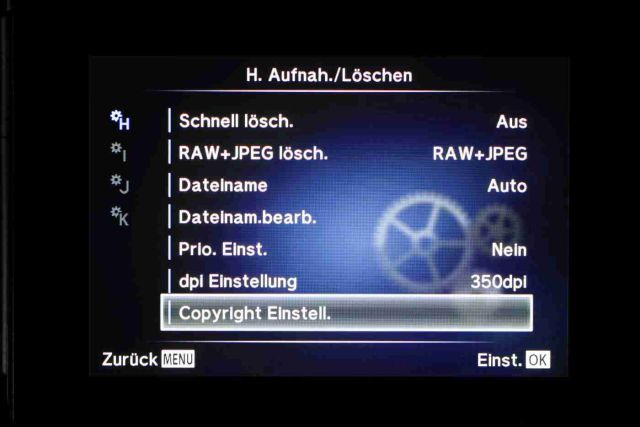 H. Aufnah./Löschen
H
Schnell lösch. Aus
I
RAW+JPEG lösch. RAW+JPEG
J
Dateiname Auto
K
Dateinam.bearb.
Prio. Einst. Nein
dpi Einstellung 350dpi
Copyright Einstell.
Zurück MENU Einst. OK